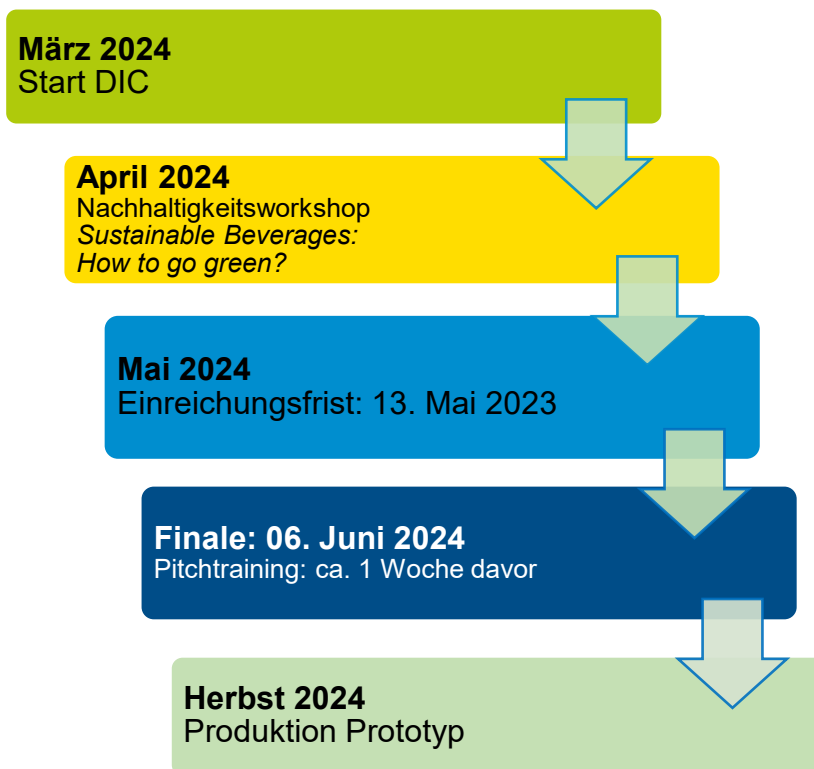 März 2024
Start DIC
April 2024
Nachhaltigkeitsworkshop
Sustainable Beverages:
How to go green?
Mai 2024
Einreichungsfrist: 13. Mai 2023
Finale: 06. Juni 2024
Pitchtraining: ca. 1 Woche davor
Herbst 2024
Produktion Prototyp